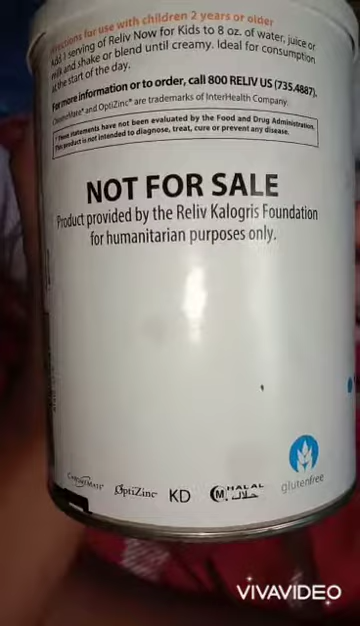 Directions for use with children 2 years or older
Add 1 serving of Reliv Now for Kids to 8 oz. of water, juice or
milk and shake or blend until creamy. Ideal for consumption
at the start of the day.
For more information or to order, call 800 RELIV US (735.4887).
ChromeMate® and OptiZinc® are trademarks of InterHealth Company.
* These statements have not been evaluated by the Food and Drug Administration.
This product is not intended to diagnose, treat, cure or prevent any disease.
NOT FOR SALE
Product provided by the Reliv Kalogris Foundation
for humanitarian purposes only.
ChromeMate® OptiZinc® KD M HALAL حلال glutenfree
VIVAVIDEO